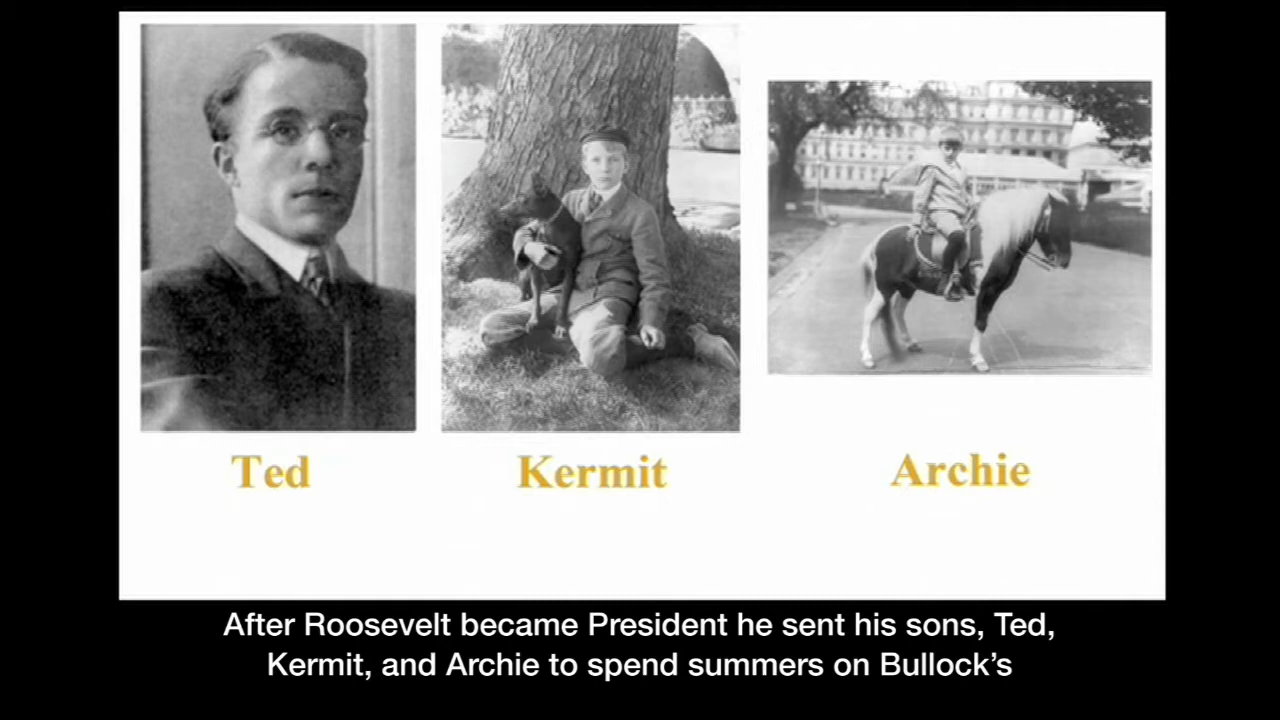 Ted
Kermit
Archie
After Roosevelt became President he sent his sons, Ted,
Kermit, and Archie to spend summers on Bullock’s